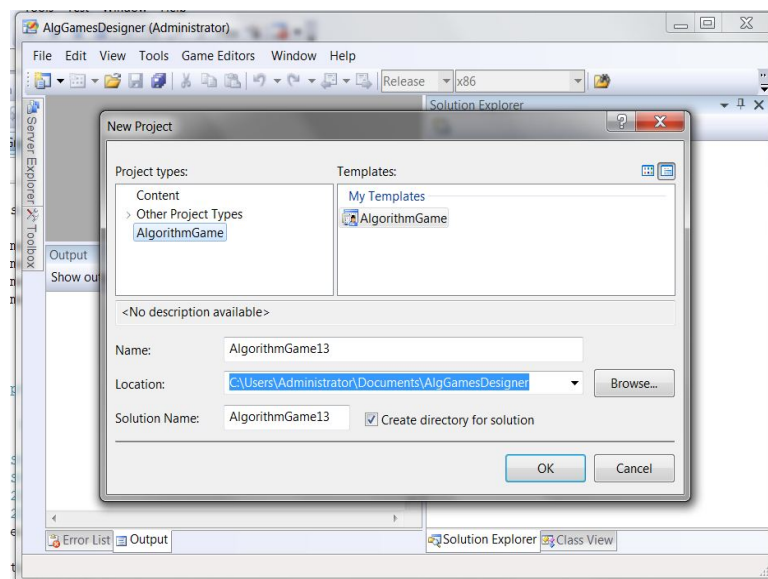 AlgGamesDesigner (Administrator)
File Edit View Tools Game Editors Window Help
Release x86
Solution Explorer
Server Explorer
Toolbox
New Project
Project types:
Templates:
Content
Other Project Types
AlgorithmGame
My Templates
AlgorithmGame
Output
Show ou
<No description available>
Name:
AlgorithmGame13
Location:
C:\Users\Administrator\Documents\AlgGamesDesigner
Browse...
Solution Name:
AlgorithmGame13
Create directory for solution
OK
Cancel
Error List Output
Solution Explorer Class View